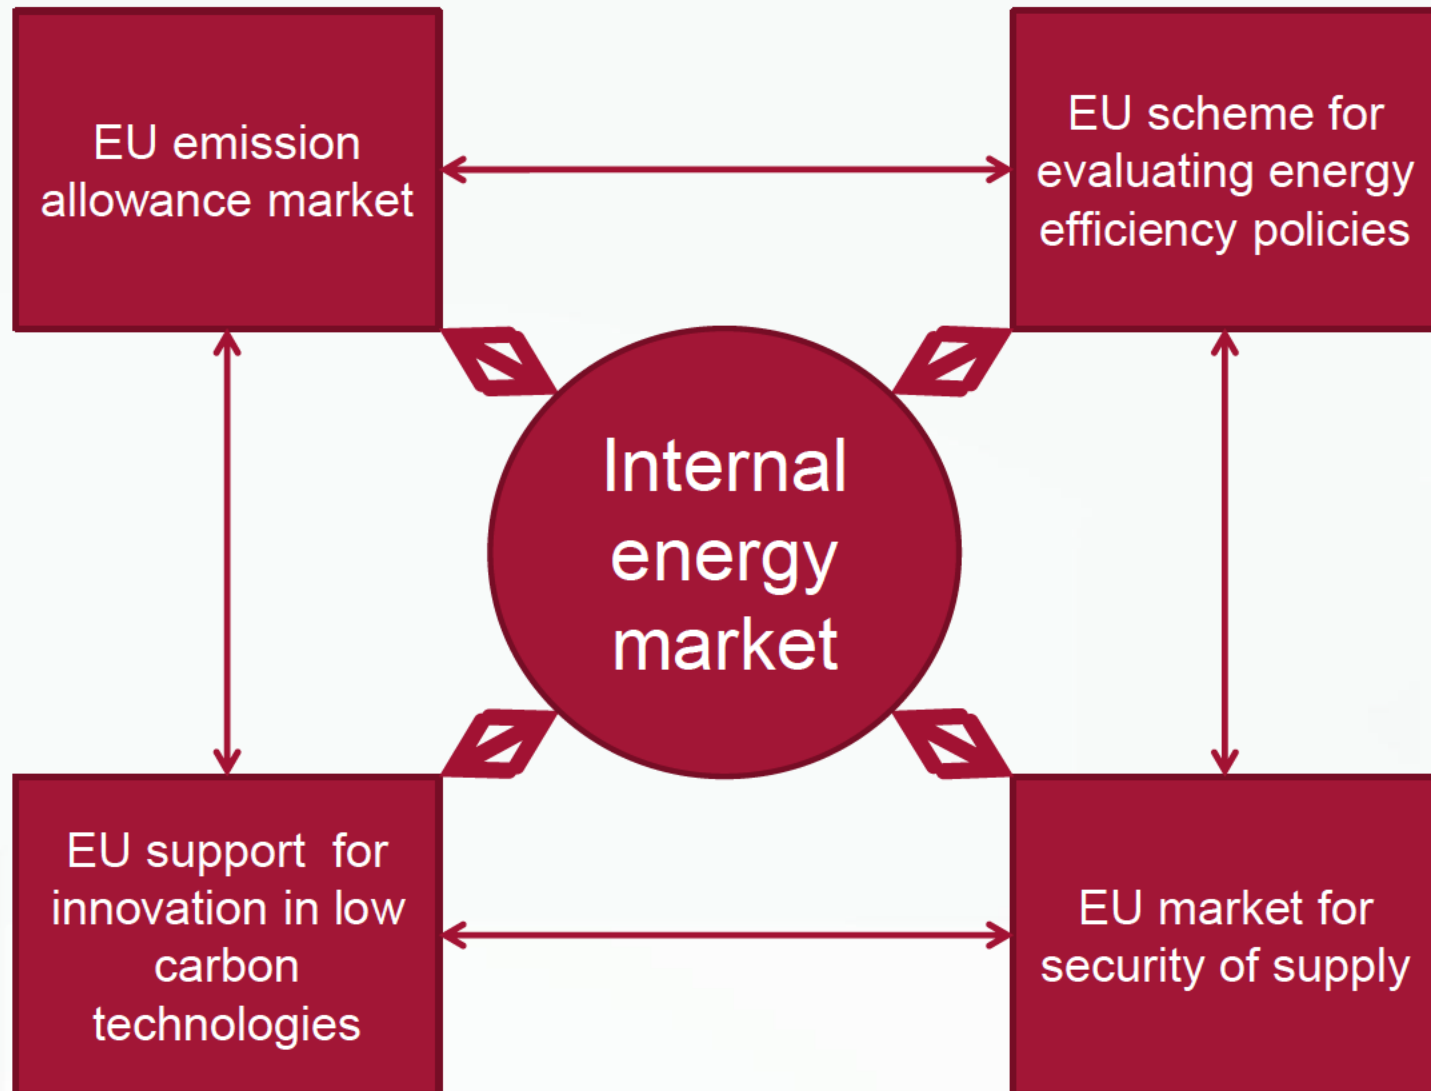 EU emission
allowance market
EU scheme for
evaluating energy
efficiency policies
Internal
energy
market
EU support  for
innovation in low
carbon
technologies
EU market for
security of supply